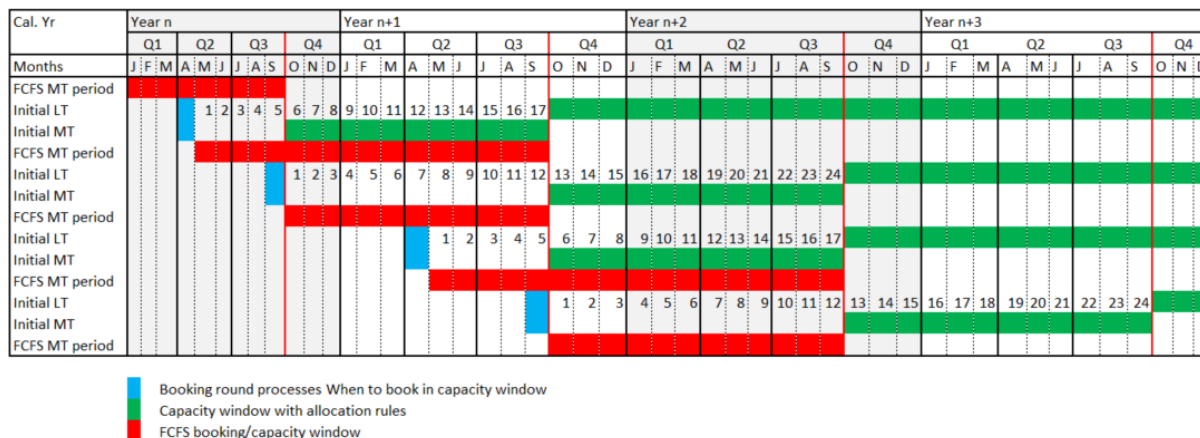 Cal. Yr Year n Year n+1 Year n+2 Year n+3
Q1 Q2 Q3 Q4 Q1 Q2 Q3 Q4 Q1 Q2 Q3 Q4 Q1 Q2 Q3 Q4
Months J F M A M J J A S O N D J F M A M J J A S O N D J F M A M J J A S O N D J F M A M J J A S O N D
FCFS MT period
Initial LT 1 2 3 4 5 6 7 8 9 10 11 12 13 14 15 16 17
Initial MT
FCFS MT period
Initial LT 1 2 3 4 5 6 7 8 9 10 11 12 13 14 15 16 17 18 19 20 21 22 23 24
Initial MT
FCFS MT period
Initial LT 1 2 3 4 5 6 7 8 9 10 11 12 13 14 15 16 17
Initial MT
FCFS MT period
Initial LT 1 2 3 4 5 6 7 8 9 10 11 12 13 14 15 16 17 18 19 20 21 22 23 24
Initial MT
FCFS MT period
Booking round processes When to book in capacity window
Capacity window with allocation rules
FCFS booking/capacity window